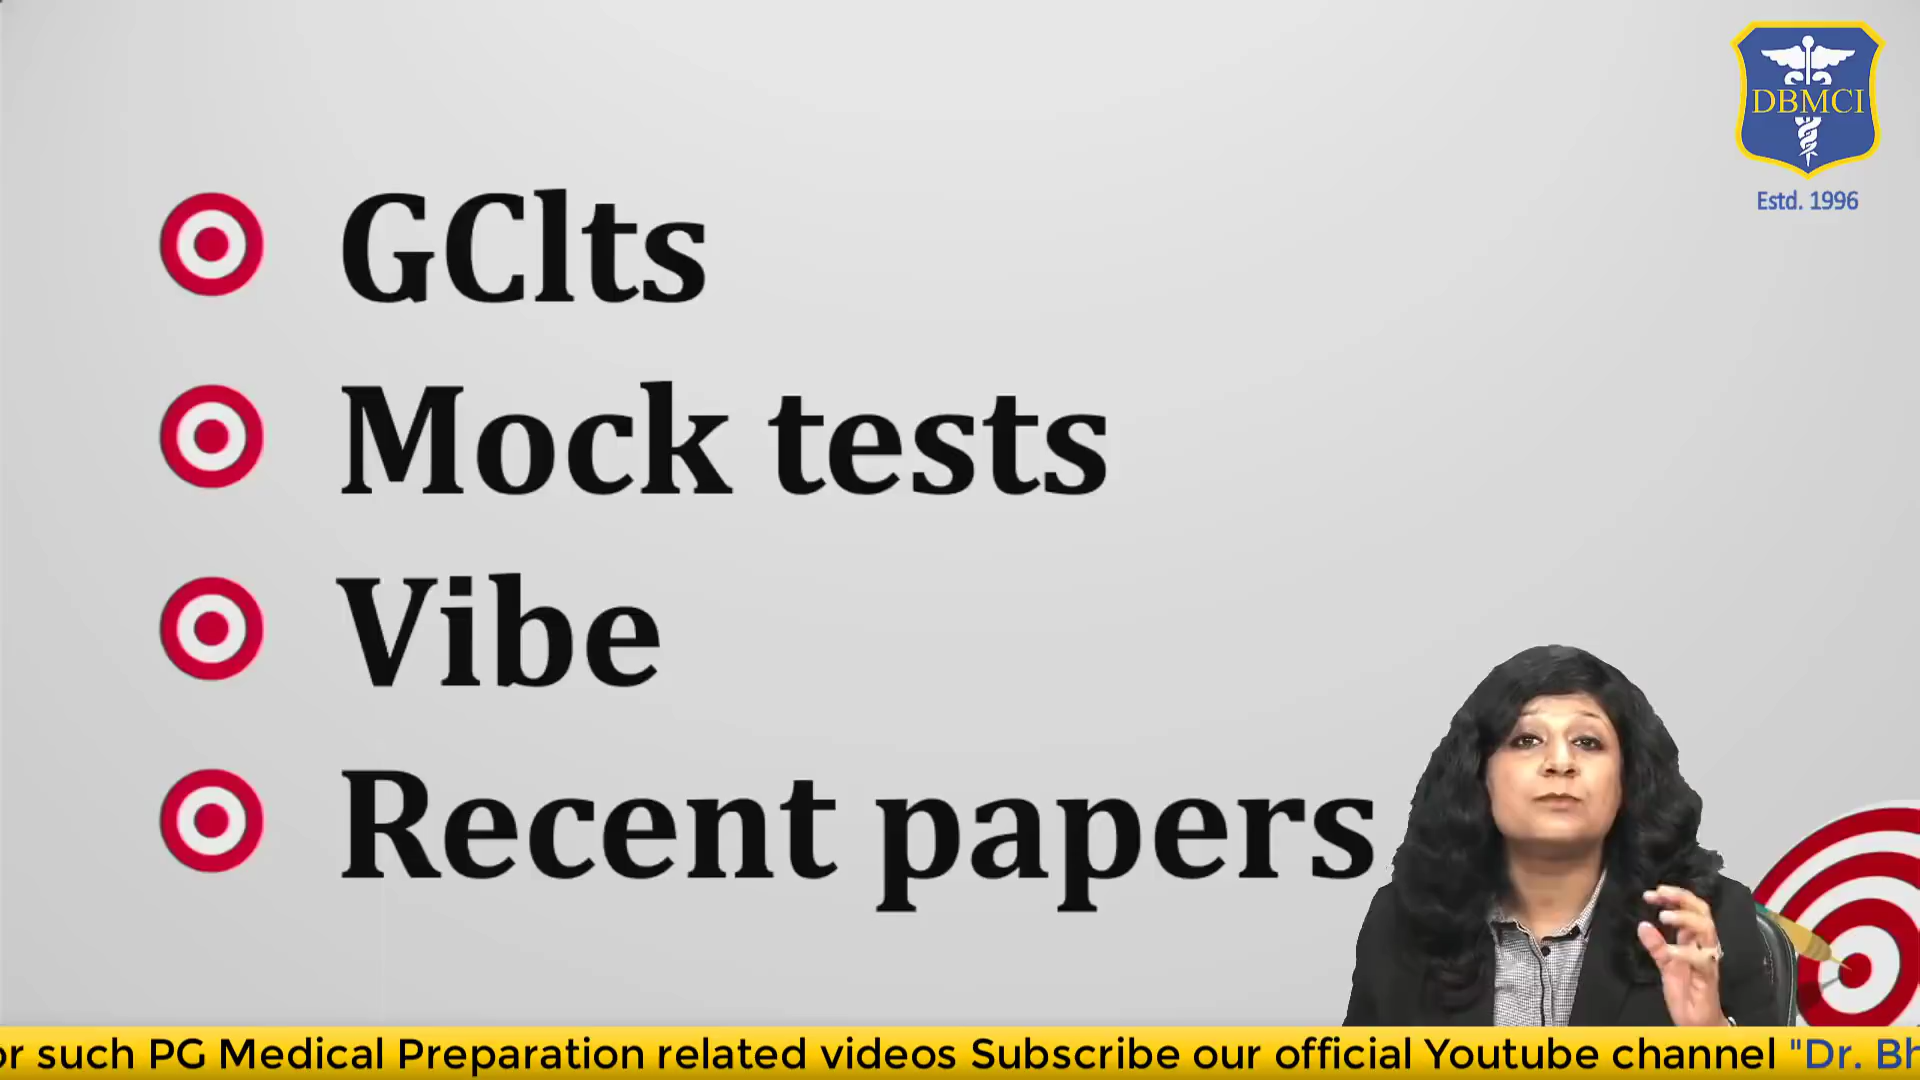 DBMCI
Estd. 1996
GClts
Mock tests
Vibe
Recent papers
such PG Medical Preparation related videos Subscribe our official Youtube channel "Dr.